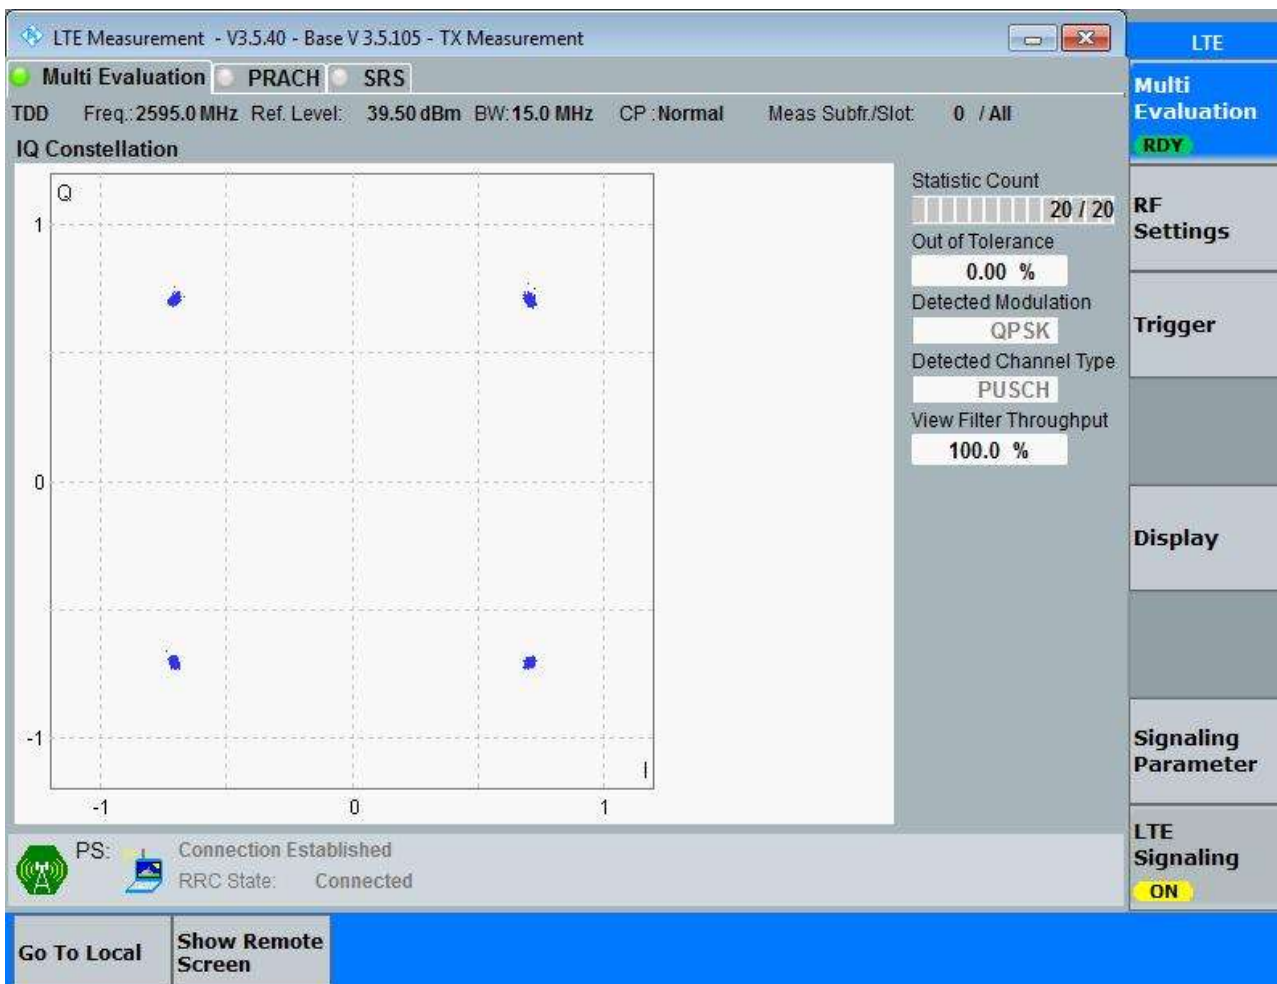 LTE Measurement - V3.5.40 - Base V 3.5.105 - TX Measurement
LTE
Multi Evaluation PRACH SRS
TDD Freq.: 2595.0 MHz Ref. Level: 39.50 dBm BW: 15.0 MHz CP : Normal Meas Subfr./Slot: 0 / All
Multi
Evaluation
RDY
IQ Constellation
Q
1
0
-1
I
-1 0 1
Statistic Count
20 / 20
Out of Tolerance
0.00 %
Detected Modulation
QPSK
Detected Channel Type
PUSCH
View Filter Throughput
100.0 %
RF
Settings
Trigger
Display
Signaling
Parameter
LTE
Signaling
ON
PS: Connection Established
RRC State: Connected
Go To Local
Show Remote
Screen